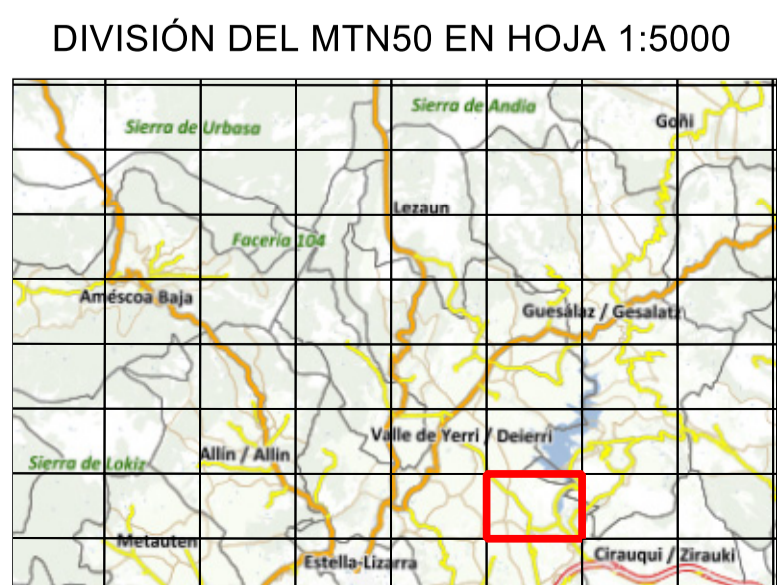 DIVISIÓN DEL MTN50 EN HOJA 1:5000
Sierra de Andia
Goñi
Sierra de Urbasa
Lezaun
Facería 104
Améscoa Baja
Guesálaz / Gesalatz
Valle de Yerri / Deierri
Allín / Allin
Sierra de Lokiz
Metauten
Cirauqui / Zirauki
Estella-Lizarra